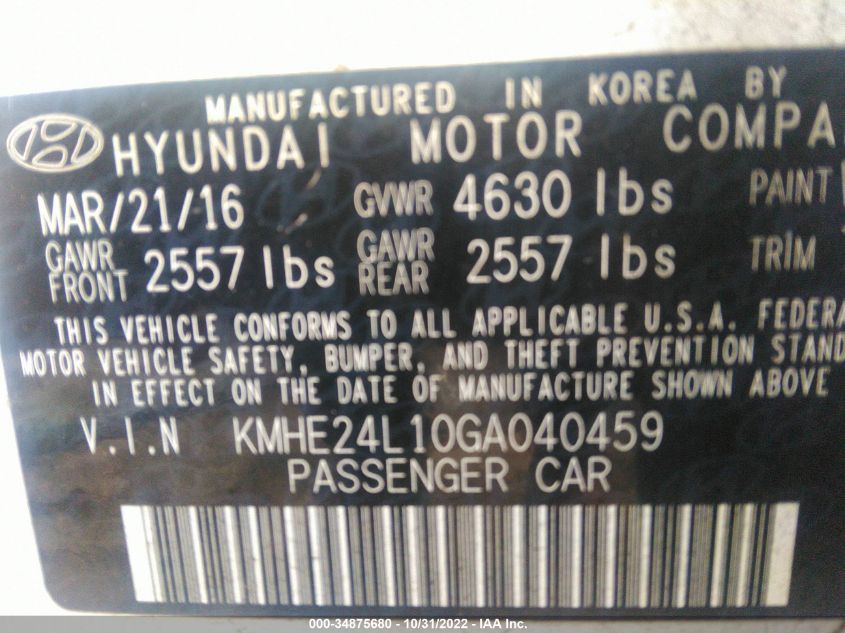 MANUFACTURED IN KOREA BY
HYUNDAI MOTOR COMPA
MAR/21/16 GVWR 4630 lbs PAINT
GAWR FRONT 2557 lbs GAWR REAR 2557 lbs TRIM
THIS VEHICLE CONFORMS TO ALL APPLICABLE U.S.A. FEDERA
MOTOR VEHICLE SAFETY, BUMPER, AND THEFT PREVENTION STAND
IN EFFECT ON THE DATE OF MANUFACTURE SHOWN ABOVE
V.I.N KMHE24L10GA040459
PASSENGER CAR
000-34875680 - 10/31/2022 - IAA Inc.